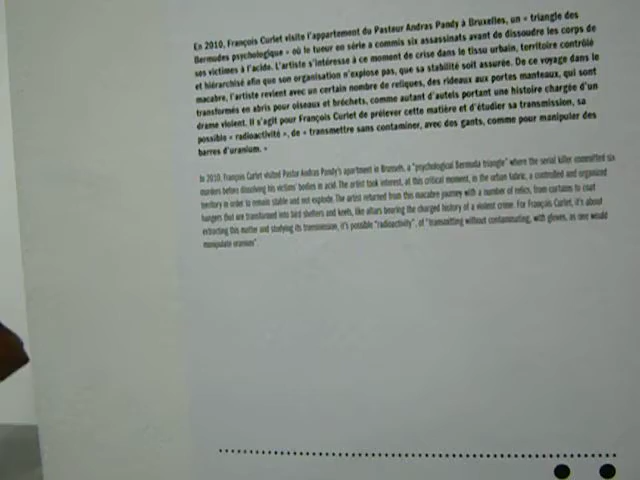 En 2010, François Curlet visite l'appartement du Pasteur Andras Pandy à Bruxelles, un « triangle des
Bermudes psychologique » où le tueur en série a commis six assassinats avant de dissoudre les corps de
ses victimes à l'acide. L'artiste s'intéresse à ce moment de crise dans le tissu urbain, territoire contrôlé
et hiérarchisé afin que son organisation n'explose pas, que sa stabilité soit assurée. De ce voyage dans le
macabre, l'artiste revient avec un certain nombre de reliques, des rideaux aux portes manteaux, qui sont
transformés en abris pour oiseaux et bréchets, comme autant d'autels portant une histoire chargée d'un
drame violent. Il s'agit pour François Curlet de prélever cette matière et d'étudier sa transmission, sa
possible « radioactivité », de « transmettre sans contaminer, avec des gants, comme pour manipuler des
barres d'uranium. »
In 2010, François Curlet visited Pastor Andras Pandy's apartment in Brussels, a "psychological Bermuda triangle" where the serial killer committed six
murders before dissolving his victims' bodies in acid. The artist took interest, at this critical moment, in the urban fabric, a controlled and organized
territory in order to remain stable and not explode. The artist returned from this macabre journey with a number of relics, from curtains to coat
hangers that are transformed into bird shelters and keels, like altars bearing the charged history of a violent crime. For François Curlet, it's about
extracting this matter and studying its transmission, it's possible "radioactivity", of "transmitting without contaminating, with gloves, as one would
manipulate uranium"